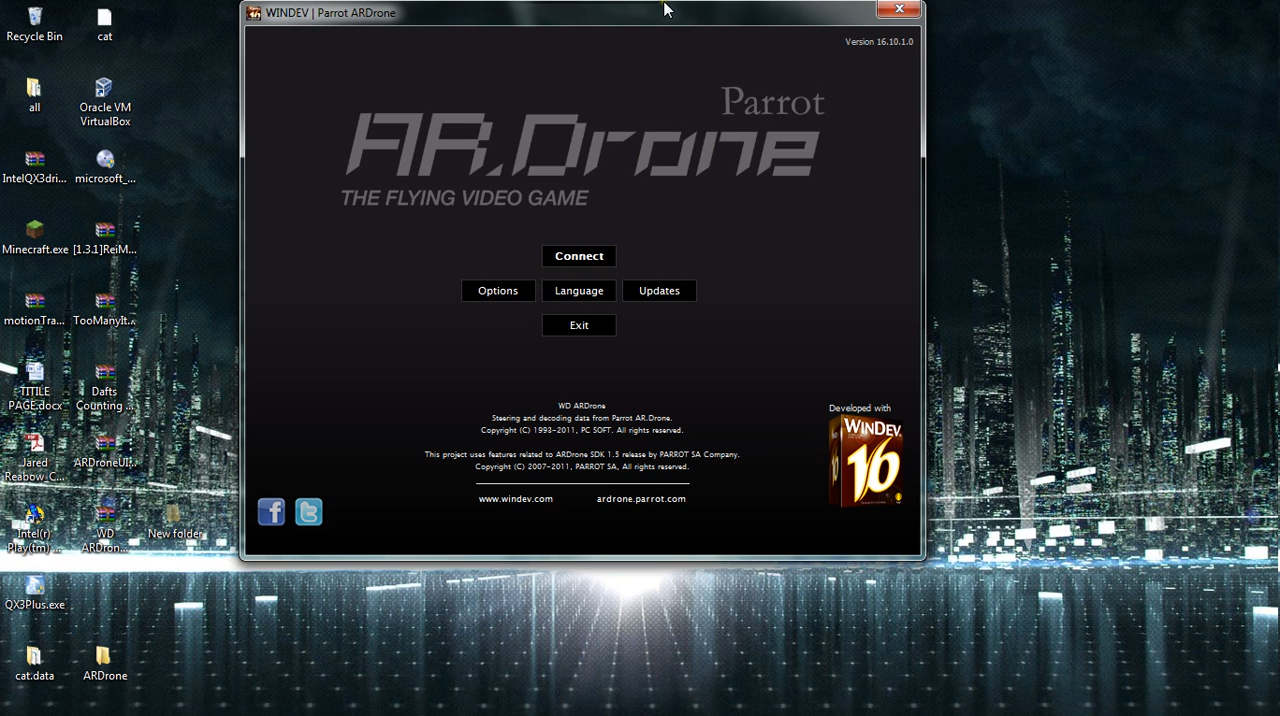 WINDEV | Parrot ARDrone
Version 16.10.1.0
Parrot
AR.Drone
THE FLYING VIDEO GAME
Connect
Options Language Updates
Exit
WD ARDrone
Steering and decoding data from Parrot AR.Drone.
Copyright (C) 1993-2011, PC SOFT. All rights reserved.
This project uses features related to ARDrone SDK 1.5 release by PARROT SA Company.
Copyright (C) 2007-2011, PARROT SA, All rights reserved.
www.windev.com ardrone.parrot.com
Developed with
WINDEV
16
Recycle Bin
cat
all
Oracle VM
VirtualBox
IntelQX3dri...
microsoft_...
Minecraft.exe
[1.3.1]ReiM...
motionTra...
TooManyIt...
TITILE
PAGE.docx
Dafts
Counting ...
Jared
Reabow C...
ARDroneUI...
Intel(r)
Play(tm) ...
WD
ARDron...
New folder
QX3Plus.exe
cat.data
ARDrone